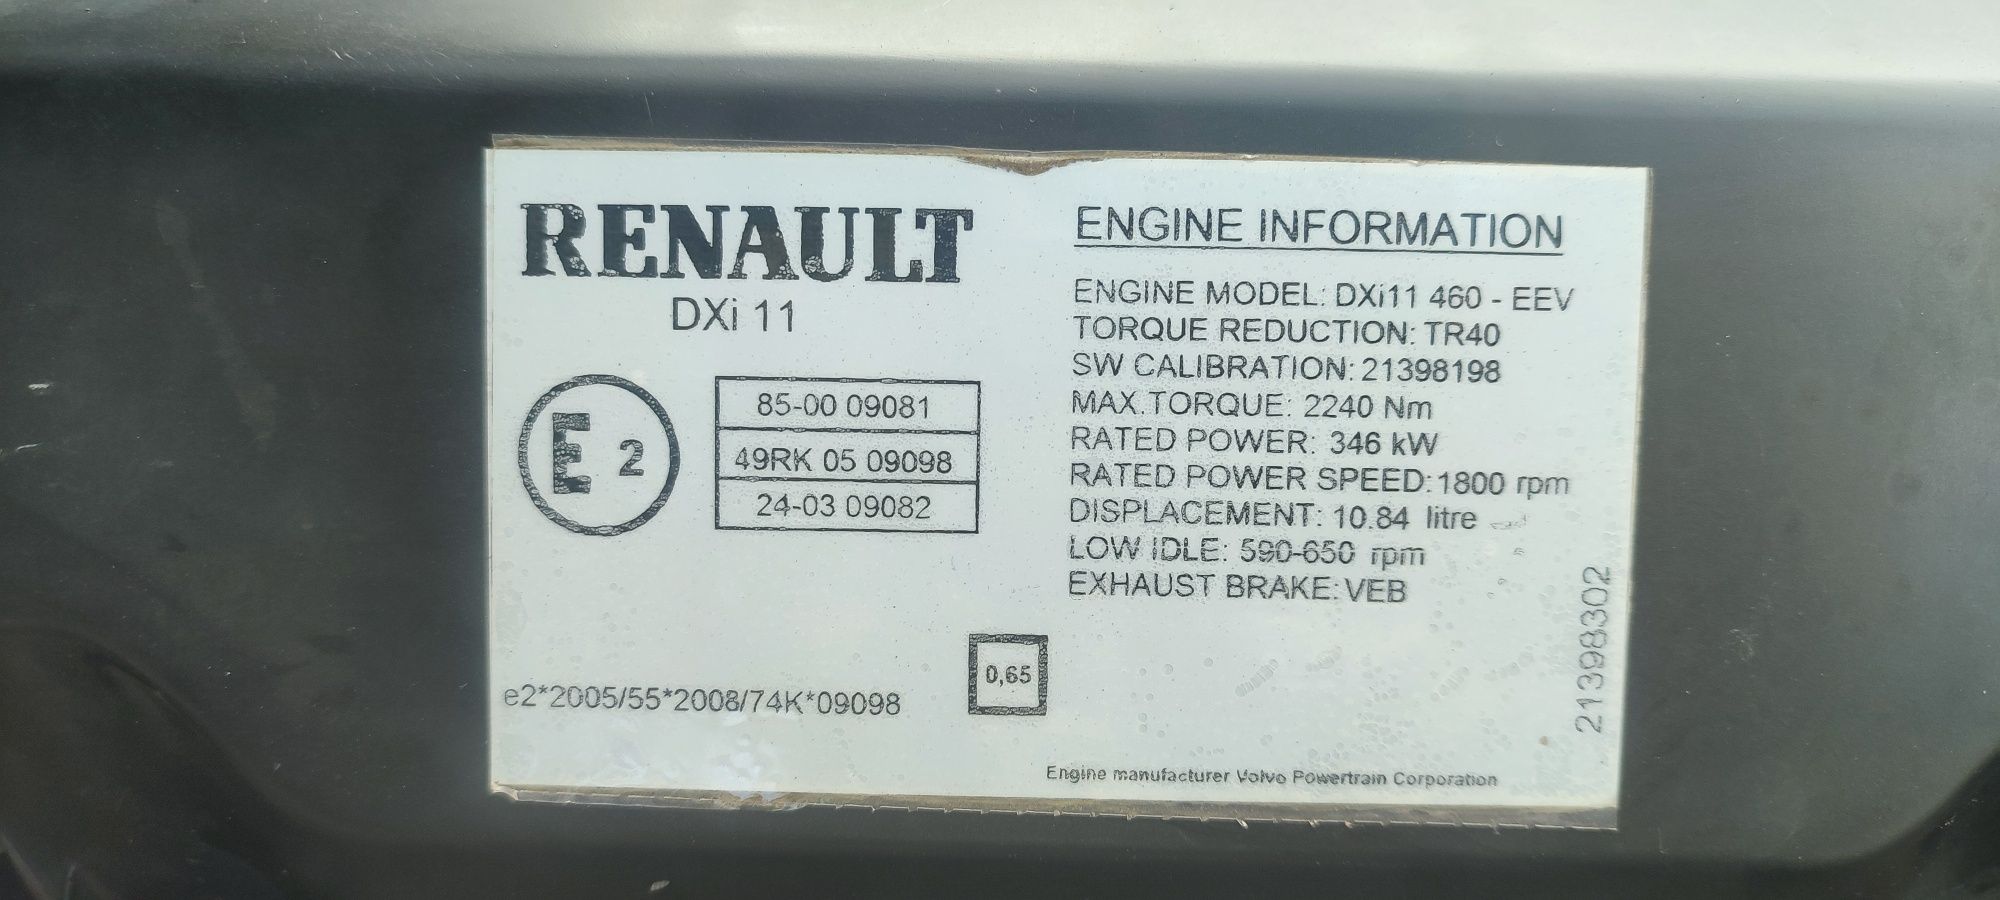 RENAULT
DXi 11
E 2
85-00 09081
49RK 05 09098
24-03 09082
e2*2005/55*2008/74K*09098
0,65
ENGINE INFORMATION
ENGINE MODEL: DXi11 460 - EEV
TORQUE REDUCTION: TR40
SW CALIBRATION: 21398198
MAX. TORQUE: 2240 Nm
RATED POWER: 346 kW
RATED POWER SPEED: 1800 rpm
DISPLACEMENT: 10.84 litre
LOW IDLE: 590-650 rpm
EXHAUST BRAKE: VEB
21398302
Engine manufacturer Volvo Powertrain Corporation